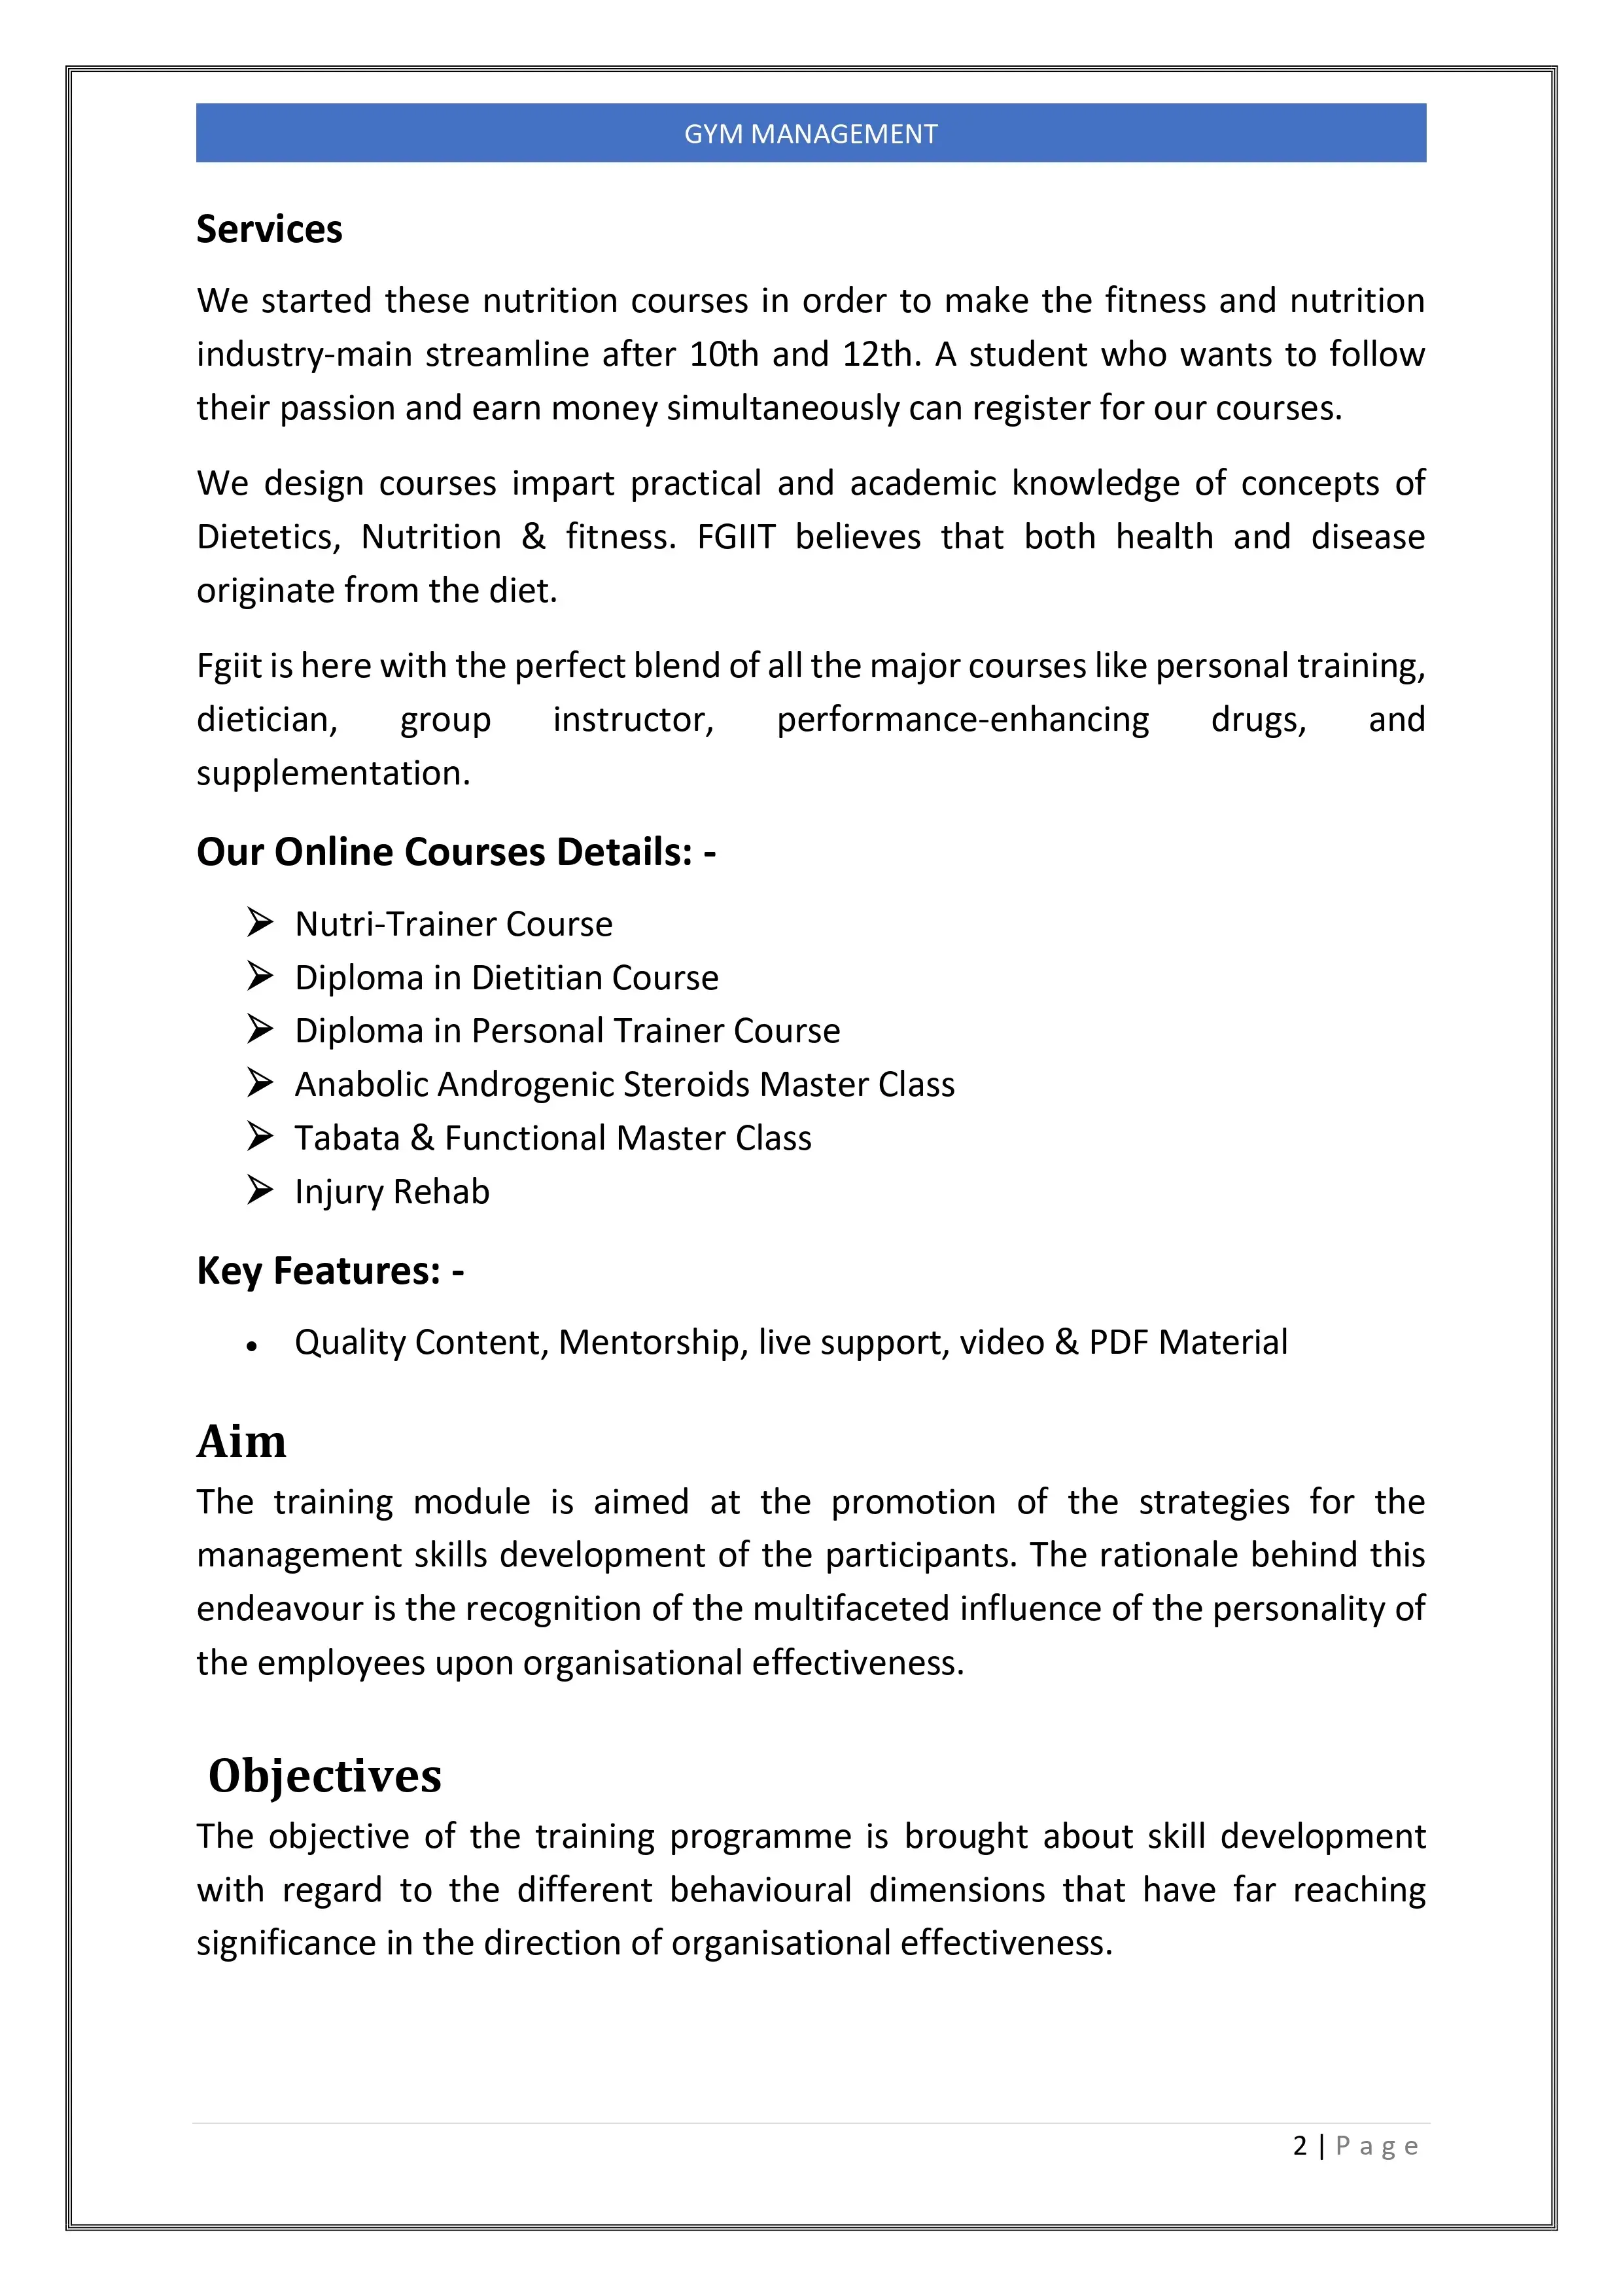 GYM MANAGEMENT
Services
We started these nutrition courses in order to make the fitness and nutrition
industry-main streamline after 10th and 12th. A student who wants to follow
their passion and earn money simultaneously can register for our courses.
We design courses impart practical and academic knowledge of concepts of
Dietetics, Nutrition & fitness. FGIIT believes that both health and disease
originate from the diet.
Fgiit is here with the perfect blend of all the major courses like personal training,
dietician, group instructor, performance-enhancing drugs, and
supplementation.
Our Online Courses Details: -
➢ Nutri-Trainer Course
➢ Diploma in Dietitian Course
➢ Diploma in Personal Trainer Course
➢ Anabolic Androgenic Steroids Master Class
➢ Tabata & Functional Master Class
➢ Injury Rehab
Key Features: -
• Quality Content, Mentorship, live support, video & PDF Material
Aim
The training module is aimed at the promotion of the strategies for the
management skills development of the participants. The rationale behind this
endeavour is the recognition of the multifaceted influence of the personality of
the employees upon organisational effectiveness.
Objectives
The objective of the training programme is brought about skill development
with regard to the different behavioural dimensions that have far reaching
significance in the direction of organisational effectiveness.
2 | Page